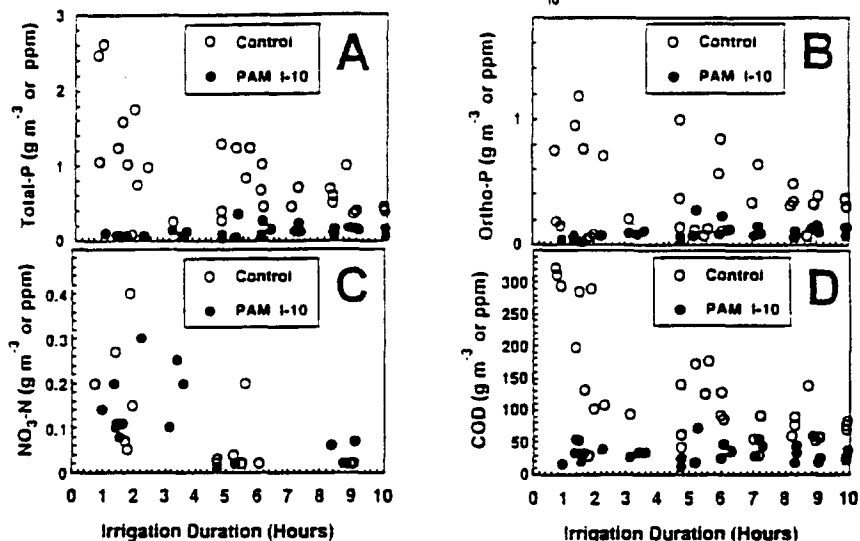 10
3
2
1
0
Total-P (g m⁻³ or ppm)
Control
PAM I-10
A
1
0
Ortho-P (g m⁻³ or ppm)
Control
PAM I-10
B
0.4
0.3
0.2
0.1
0
NO₃-N (g m⁻³ or ppm)
Control
PAM I-10
C
0 1 2 3 4 5 6 7 8 9 10
Irrigation Duration (Hours)
300
250
200
150
100
50
0
COD (g m⁻³ or ppm)
Control
PAM I-10
D
0 1 2 3 4 5 6 7 8 9 10
Irrigation Duration (Hours)